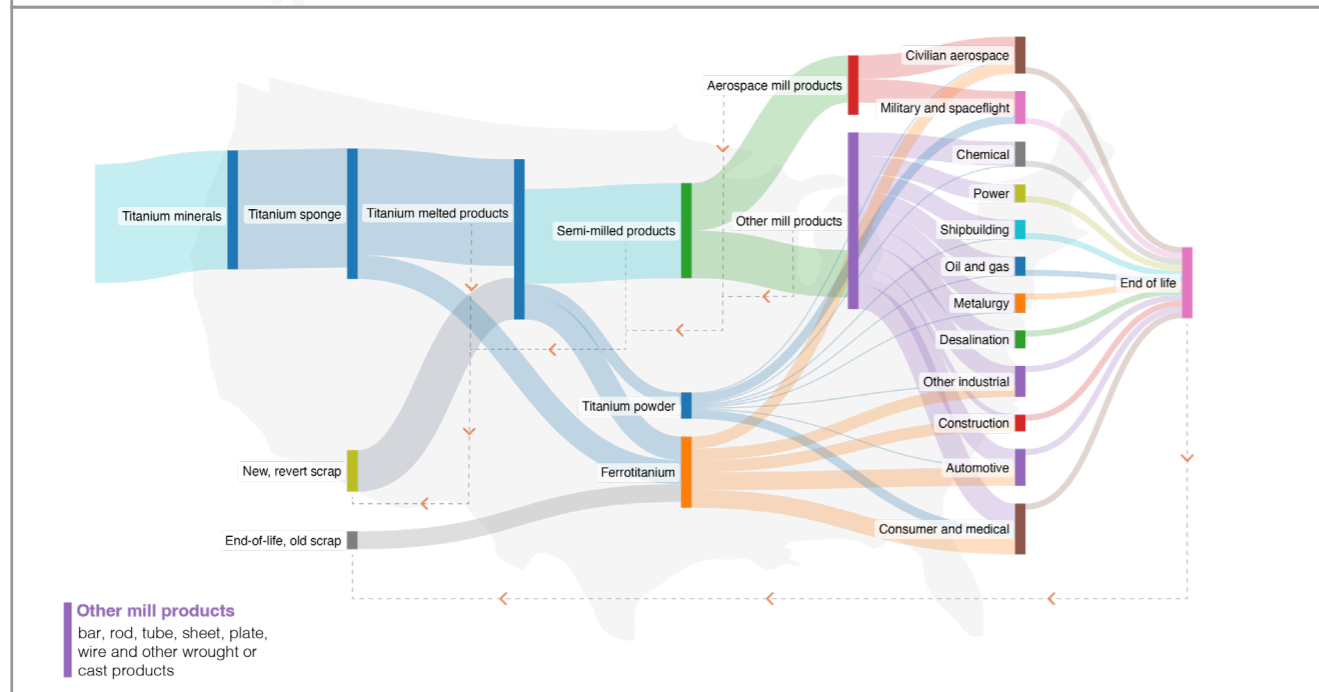 Civilian aerospace
Aerospace mill products
Military and spaceflight
Chemical
Power
Titanium minerals
Titanium sponge
Titanium melted products
Semi-milled products
Other mill products
Shipbuilding
Oil and gas
End of life
Metalurgy
Desalination
Other industrial
Titanium powder
Construction
New, revert scrap
Ferrotitanium
Automotive
Consumer and medical
End-of-life, old scrap
Other mill products
bar, rod, tube, sheet, plate,
wire and other wrought or
cast products